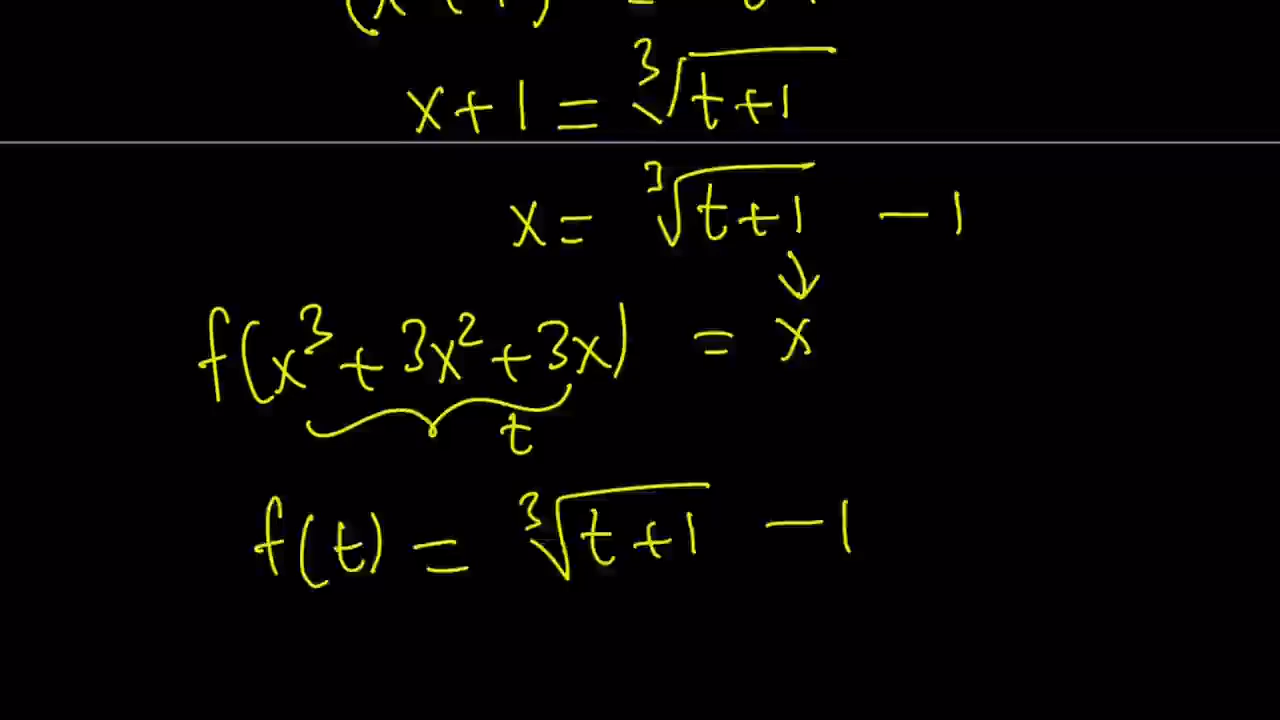 x+1 = ∛(t+1)
x = ∛(t+1) − 1
↓
f(x³ + 3x² + 3x) = x
t
f(t) = ∛(t+1) − 1